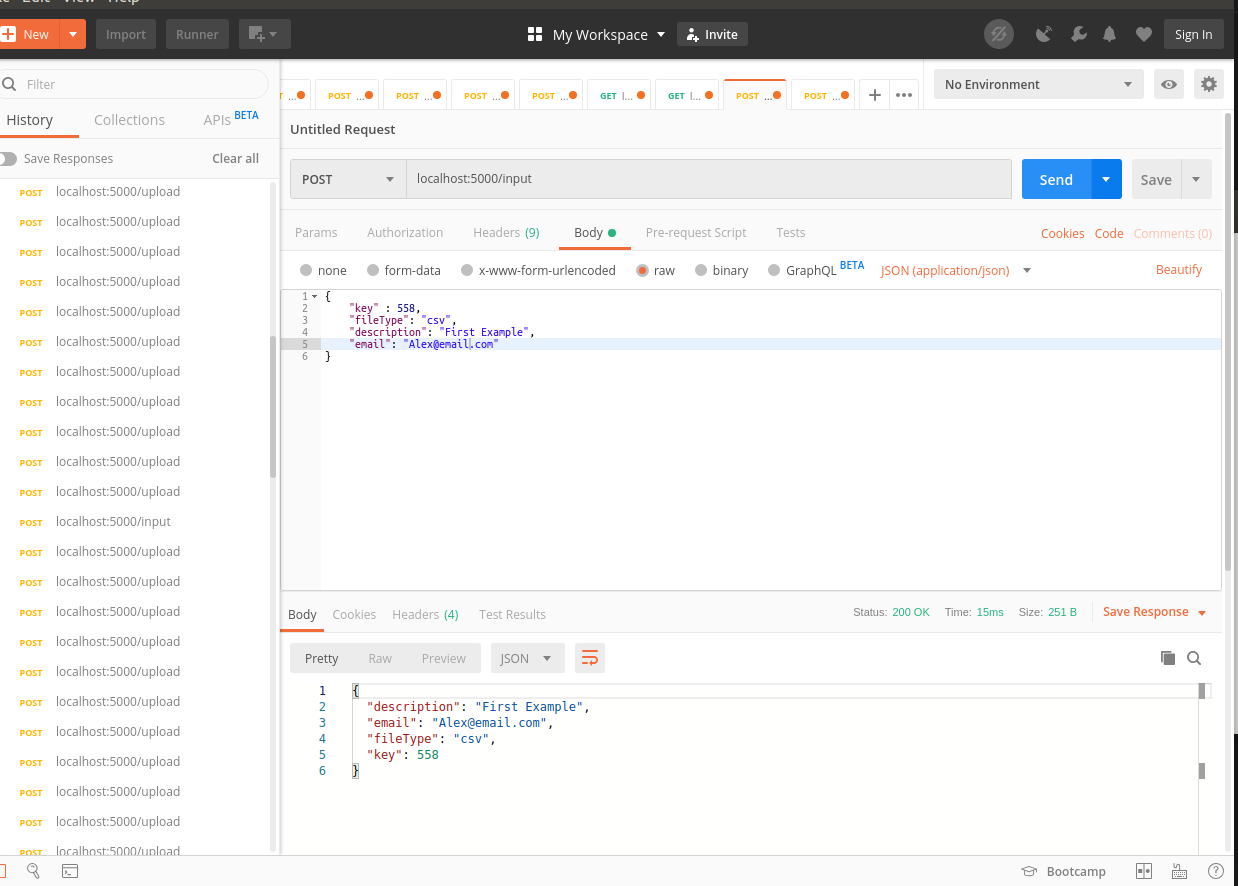 Edit View Help
New
Import
Runner
My Workspace
Invite
Sign In
Filter
History
Collections
APIs BETA
Save Responses
Clear all
POST localhost:5000/upload
POST localhost:5000/upload
POST localhost:5000/upload
POST localhost:5000/upload
POST localhost:5000/upload
POST localhost:5000/upload
POST localhost:5000/upload
POST localhost:5000/upload
POST localhost:5000/upload
POST localhost:5000/upload
POST localhost:5000/upload
POST localhost:5000/input
POST localhost:5000/upload
POST localhost:5000/upload
POST localhost:5000/upload
POST localhost:5000/upload
POST localhost:5000/upload
POST localhost:5000/upload
POST localhost:5000/upload
POST localhost:5000/upload
POST localhost:5000/upload
POST localhost:5000/upload
POST localhost:5000/upload
T ... POST ... POST ... POST ... POST ... GET l... GET l... POST ... POST ...
No Environment
Untitled Request
POST
localhost:5000/input
Send
Save
Params
Authorization
Headers (9)
Body
Pre-request Script
Tests
Cookies
Code
Comments (0)
none
form-data
x-www-form-urlencoded
raw
binary
GraphQL BETA
JSON (application/json)
Beautify
1 {
2 "key" : 558,
3 "fileType": "csv",
4 "description": "First Example",
5 "email": "Alex@email.com"
6 }
Body
Cookies
Headers (4)
Test Results
Status: 200 OK
Time: 15ms
Size: 251 B
Save Response
Pretty
Raw
Preview
JSON
1 {
2 "description": "First Example",
3 "email": "Alex@email.com",
4 "fileType": "csv",
5 "key": 558
6 }
Bootcamp